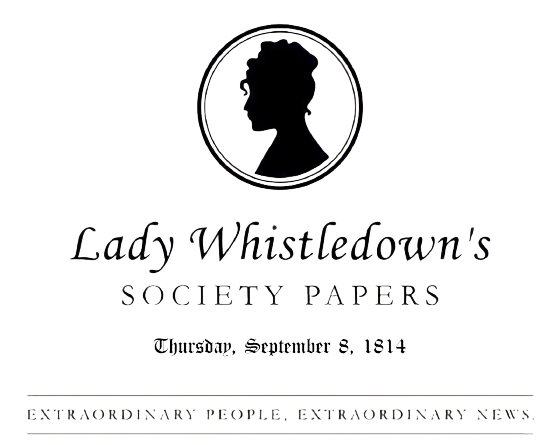 Lady Whistledown's
SOCIETY PAPERS
Thursday, September 8, 1814
EXTRAORDINARY PEOPLE, EXTRAORDINARY NEWS.